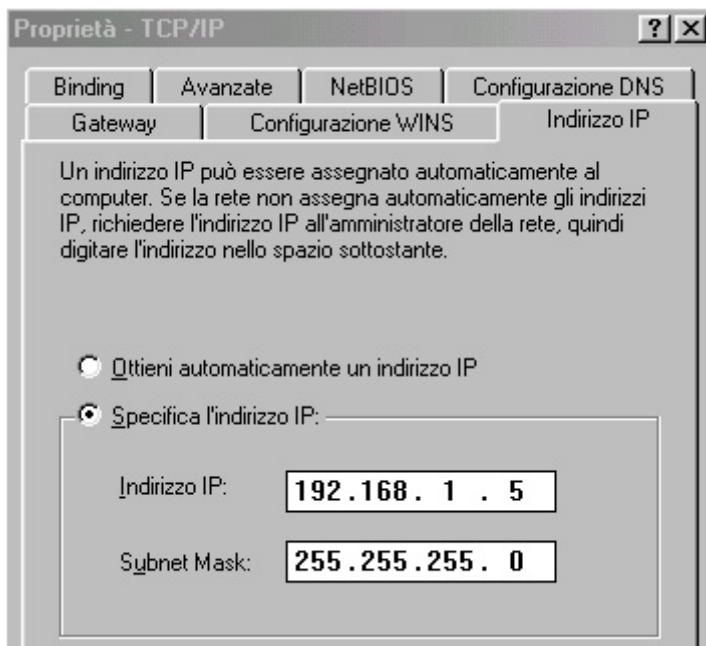 Proprietà - TCP/IP
Binding Avanzate NetBIOS Configurazione DNS
Gateway Configurazione WINS Indirizzo IP
Un indirizzo IP può essere assegnato automaticamente al
computer. Se la rete non assegna automaticamente gli indirizzi
IP, richiedere l'indirizzo IP all'amministratore della rete, quindi
digitare l'indirizzo nello spazio sottostante.
Ottieni automaticamente un indirizzo IP
Specifica l'indirizzo IP:
Indirizzo IP: 192.168. 1 . 5
Subnet Mask: 255.255.255. 0